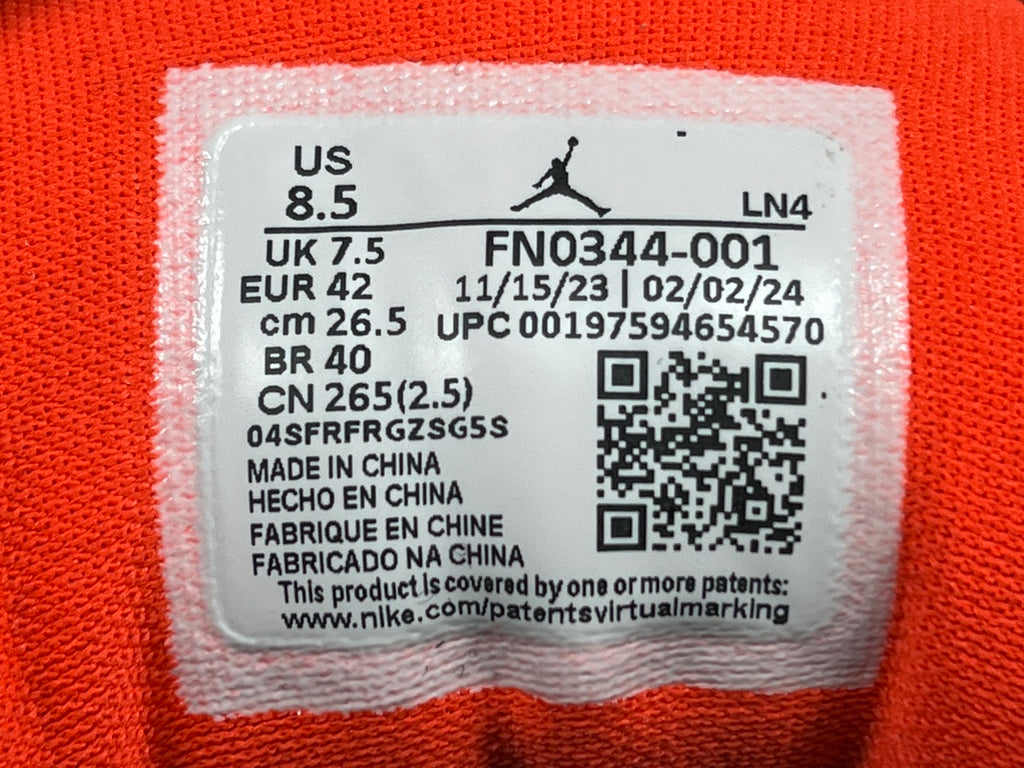 US
8.5
LN4
UK 7.5
FN0344-001
EUR 42
11/15/23 | 02/02/24
cm 26.5
UPC 00197594654570
BR 40
CN 265(2.5)
04SFRFRGZSG5S
MADE IN CHINA
HECHO EN CHINA
FABRIQUE EN CHINE
FABRICADO NA CHINA
This product is covered by one or more patents:
www.nike.com/patentsvirtualmarking